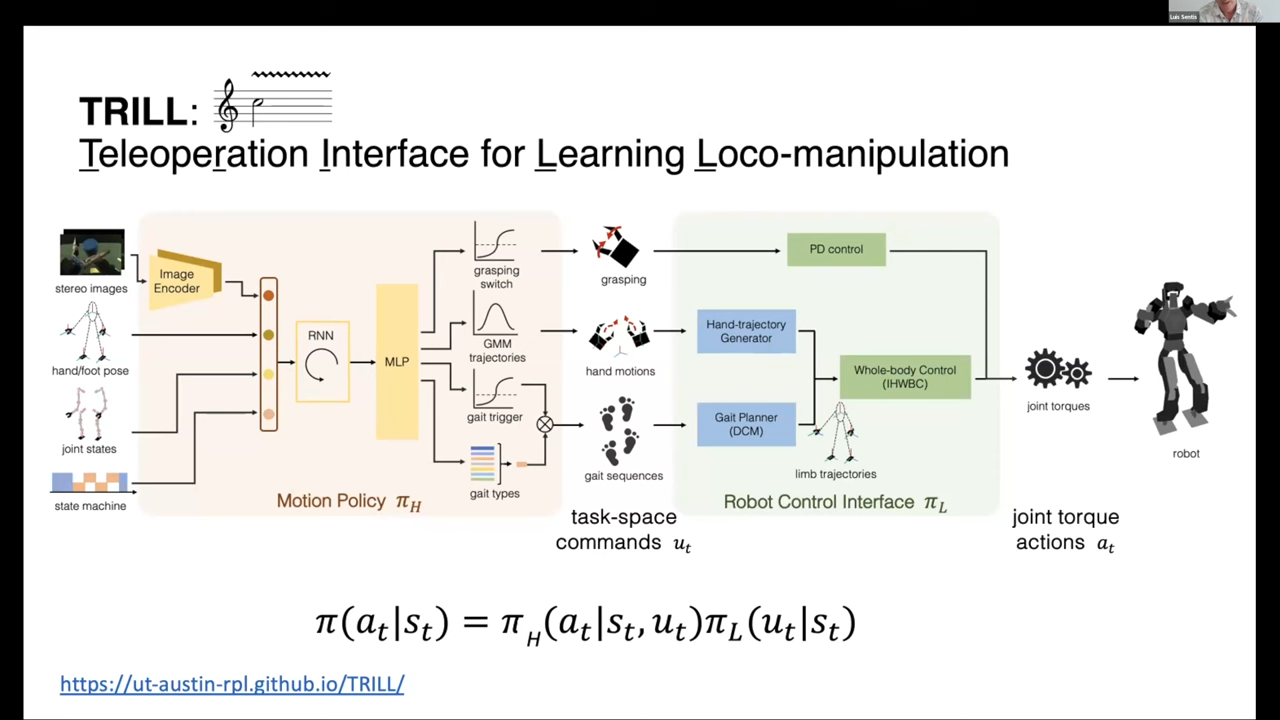 Luis Sentis
TRILL:
Teleoperation Interface for Learning Loco-manipulation
stereo images
hand/foot pose
joint states
state machine
Image
Encoder
RNN
MLP
grasping
switch
GMM
trajectories
gait trigger
gait types
Motion Policy π_H
grasping
hand motions
gait sequences
task-space
commands u_t
PD control
Hand-trajectory
Generator
Gait Planner
(DCM)
Whole-body Control
(IHWBC)
limb trajectories
Robot Control Interface π_L
joint torques
joint torque
actions a_t
robot
π(a_t|s_t) = π_H(a_t|s_t, u_t)π_L(u_t|s_t)
https://ut-austin-rpl.github.io/TRILL/